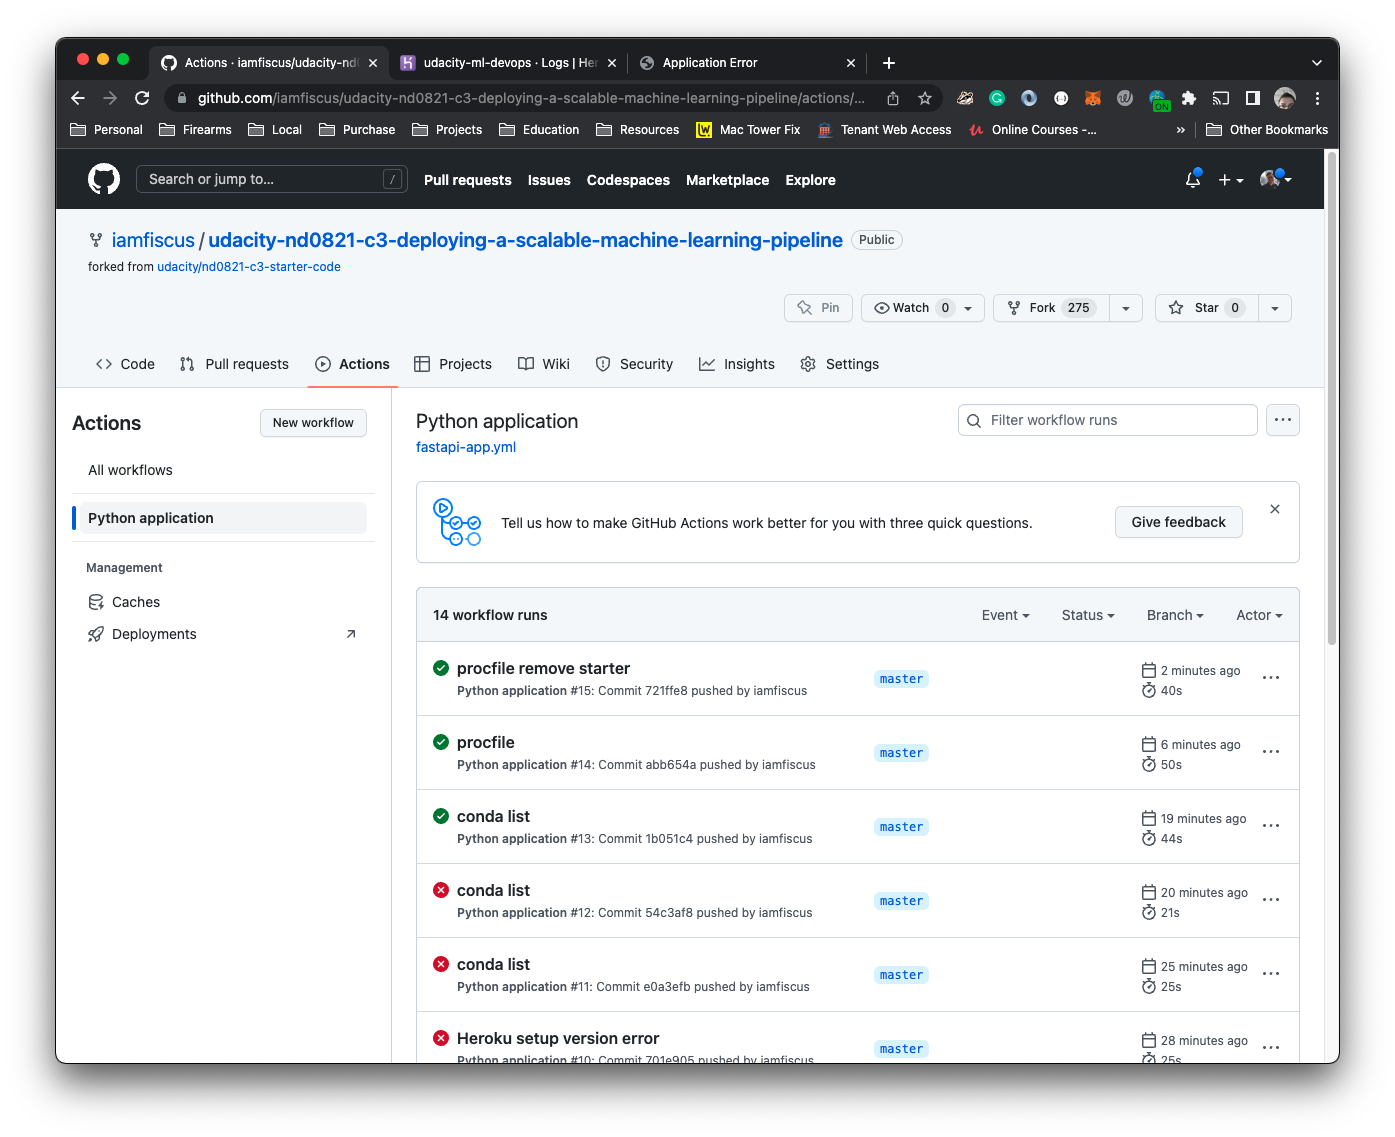 Actions · iamfiscus/udacity-nd0
udacity-ml-devops · Logs | Her
Application Error
github.com/iamfiscus/udacity-nd0821-c3-deploying-a-scalable-machine-learning-pipeline/actions/...
ON
Personal Firearms Local Purchase Projects Education Resources Mac Tower Fix Tenant Web Access Online Courses -... » Other Bookmarks
Search or jump to... /
Pull requests Issues Codespaces Marketplace Explore
iamfiscus / udacity-nd0821-c3-deploying-a-scalable-machine-learning-pipeline Public
forked from udacity/nd0821-c3-starter-code
Pin Watch 0 Fork 275 Star 0
Code Pull requests Actions Projects Wiki Security Insights Settings
Actions
New workflow
All workflows
Python application
Management
Caches
Deployments
Python application
fastapi-app.yml
Filter workflow runs
Tell us how to make GitHub Actions work better for you with three quick questions.
Give feedback
14 workflow runs Event Status Branch Actor
procfile remove starter
Python application #15: Commit 721ffe8 pushed by iamfiscus
master
2 minutes ago
40s
procfile
Python application #14: Commit abb654a pushed by iamfiscus
master
6 minutes ago
50s
conda list
Python application #13: Commit 1b051c4 pushed by iamfiscus
master
19 minutes ago
44s
conda list
Python application #12: Commit 54c3af8 pushed by iamfiscus
master
20 minutes ago
21s
conda list
Python application #11: Commit e0a3efb pushed by iamfiscus
master
25 minutes ago
25s
Heroku setup version error
Python application #10: Commit 701e905 pushed by iamfiscus
master
28 minutes ago
25s